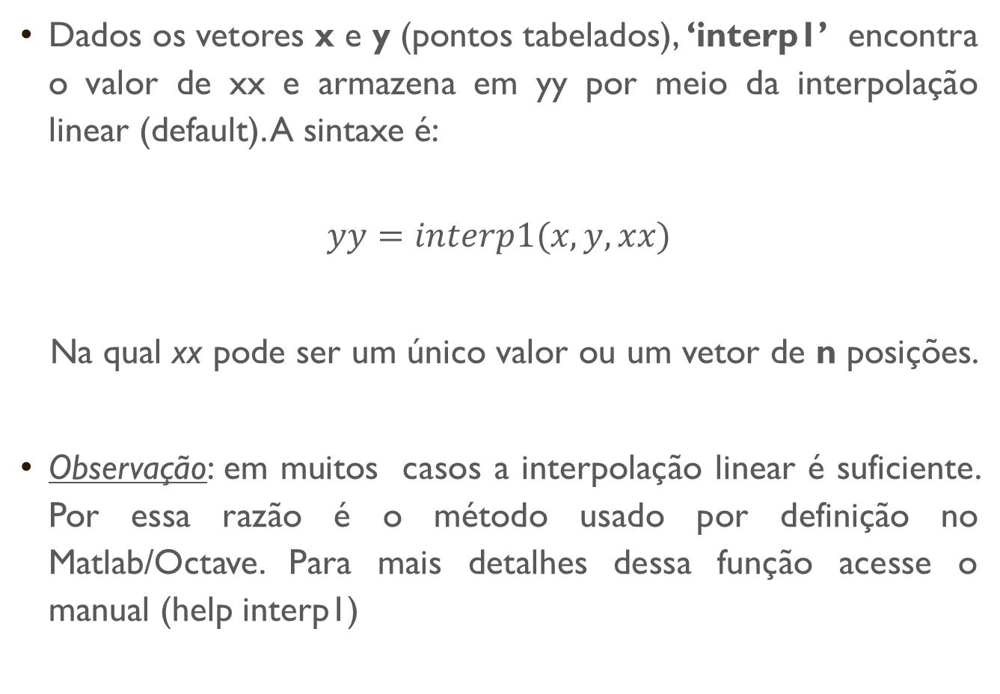 • Dados os vetores x e y (pontos tabelados), ‘interp1’ encontra
o valor de xx e armazena em yy por meio da interpolação
linear (default). A sintaxe é:
yy = interp1(x, y, xx)
Na qual xx pode ser um único valor ou um vetor de n posições.
• Observação: em muitos casos a interpolação linear é suficiente.
Por essa razão é o método usado por definição no
Matlab/Octave. Para mais detalhes dessa função acesse o
manual (help interp1)